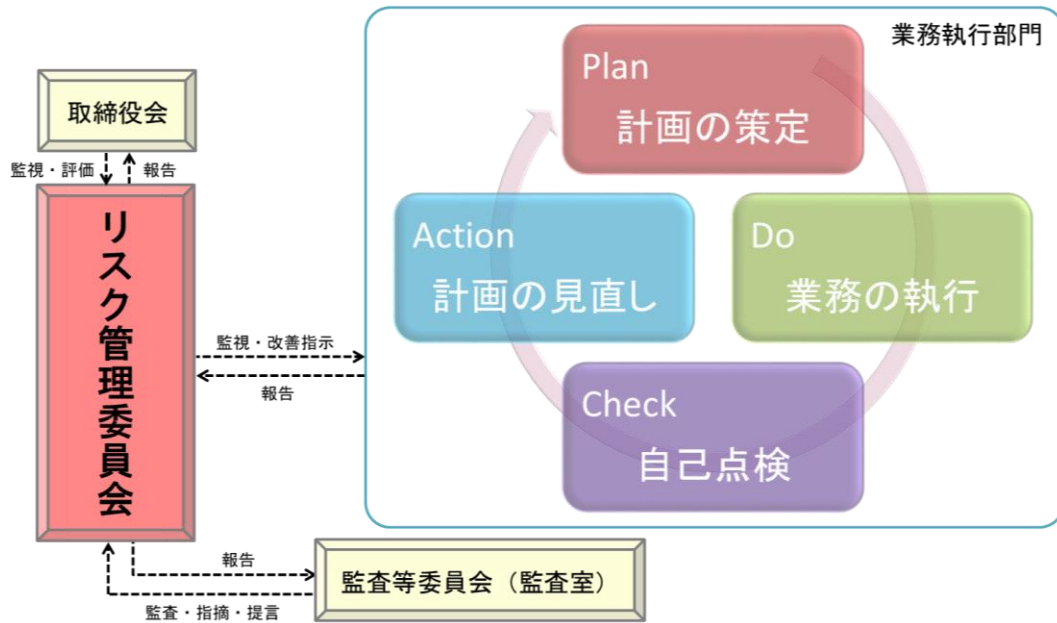 業務執行部門
Plan
計画の策定
取締役会
監視・評価
報告
リスク管理委員会
Action
計画の見直し
Do
業務の執行
監視・改善指示
報告
Check
自己点検
報告
監査等委員会（監査室）
監査・指摘・提言